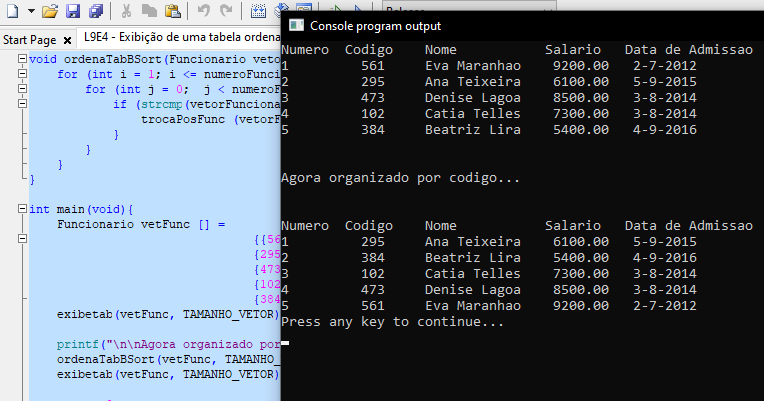 Release
Start Page
L9E4 - Exibição de uma tabela ordena
void ordenaTabBSort(Funcionario veto
for (int i = 1; i <= numeroFunci
for (int j = 0;  j < numeroF
if (strcmp(vetorFunciona
trocaPosFunc (vetorF
}
}
}
}
int main(void){
Funcionario vetFunc [] =
{{56
{295
{473
{102
{384
exibetab(vetFunc, TAMANHO_VETOR)
printf("\n\nAgora organizado por
ordenaTabBSort(vetFunc, TAMANHO_
exibetab(vetFunc, TAMANHO_VETOR)
Console program output
Numero Codigo Nome Salario Data de Admissao
1 561 Eva Maranhao 9200.00 2-7-2012
2 295 Ana Teixeira 6100.00 5-9-2015
3 473 Denise Lagoa 8500.00 3-8-2014
4 102 Catia Telles 7300.00 3-8-2014
5 384 Beatriz Lira 5400.00 4-9-2016
Agora organizado por codigo...
Numero Codigo Nome Salario Data de Admissao
1 295 Ana Teixeira 6100.00 5-9-2015
2 384 Beatriz Lira 5400.00 4-9-2016
3 102 Catia Telles 7300.00 3-8-2014
4 473 Denise Lagoa 8500.00 3-8-2014
5 561 Eva Maranhao 9200.00 2-7-2012
Press any key to continue...